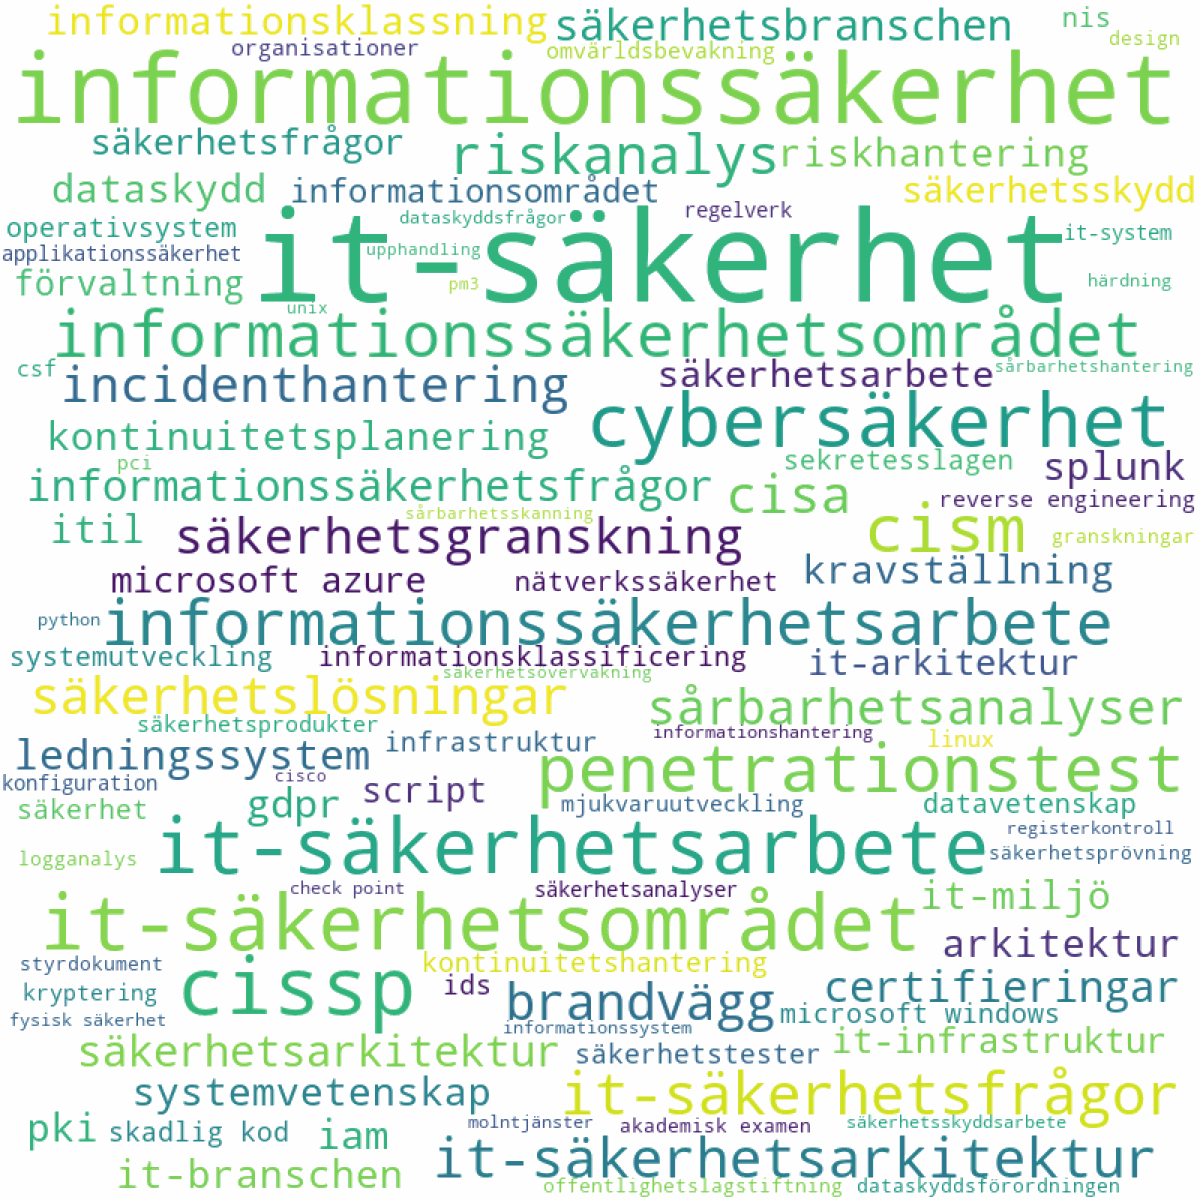 informationsklassning
säkerhetsbranschen
nis
design
organisationer
omvärldsbevakning
informationssäkerhet
säkerhetsfrågor
riskanalys
riskhantering
dataskydd
informationsområdet
säkerhetsskydd
operativsystem
dataskyddsfrågor
regelverk
it-säkerhet
it-system
applikationssäkerhet
upphandling
förvaltning
pm3
härdning
unix
informationssäkerhetsområdet
csf
incidenthantering
säkerhetsarbete
sårbarhetshantering
cybersäkerhet
kontinuitetsplanering
pci
sekretesslagen
splunk
informationssäkerhetsfrågor
cisa
reverse engineering
itil
sårbarhetsskanning
säkerhetsgranskning
cism
granskningar
microsoft azure
nätverkssäkerhet
kravställning
python
informationssäkerhetsarbete
systemutveckling
informationsklassificering
it-arkitektur
säkerhetsövervakning
säkerhetslösningar
sårbarhetsanalyser
säkerhetsprodukter
ledningssystem
infrastruktur
informationshantering
linux
konfiguration
cisco
penetrationstest
säkerhet
gdpr
script
mjukvaruutveckling
datavetenskap
it-säkerhetsarbete
registerkontroll
logganalys
säkerhetsprövning
check point
säkerhetsanalyser
it-miljö
it-säkerhetsområdet
arkitektur
styrdokument
kontinuitetshantering
kryptering
cissp
ids
brandvägg
certifieringar
fysisk säkerhet
informationssystem
microsoft windows
säkerhetsarkitektur
säkerhetstester
it-infrastruktur
systemvetenskap
it-säkerhetsfrågor
pki
skadlig kod
iam
molntjänster
akademisk examen
säkerhetsskyddsarbete
it-branschen
it-säkerhetsarkitektur
offentlighetslagstiftning
dataskyddsförordningen